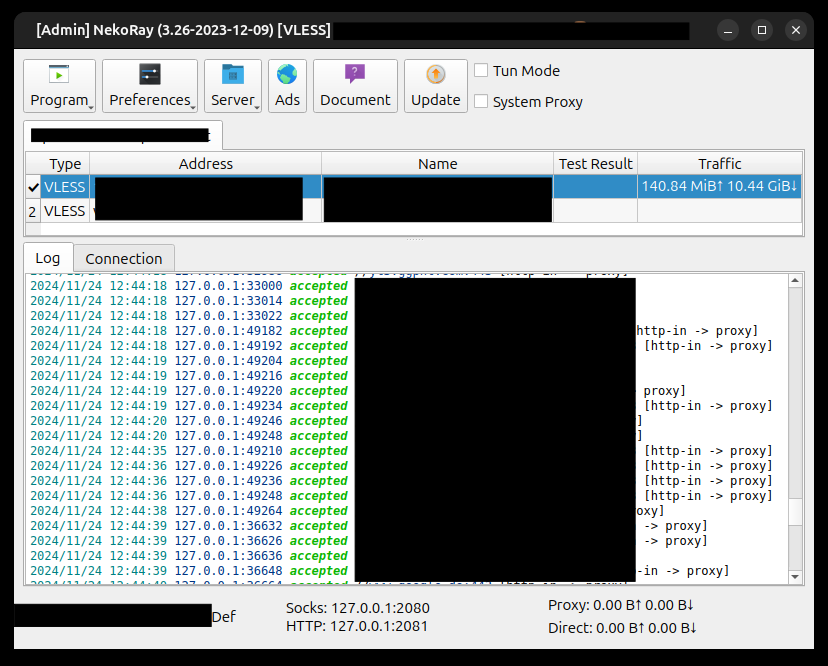 [Admin] NekoRay (3.26-2023-12-09) [VLESS]
Program Preferences Server Ads Document Update
Tun Mode
System Proxy
Type Address Name Test Result Traffic
VLESS 140.84 MiB↑ 10.44 GiB↓
2 VLESS
Log Connection
2024/11/24 12:44:18 127.0.0.1:33000 accepted
2024/11/24 12:44:18 127.0.0.1:33014 accepted
2024/11/24 12:44:18 127.0.0.1:33022 accepted
2024/11/24 12:44:18 127.0.0.1:49182 accepted http-in -> proxy]
2024/11/24 12:44:18 127.0.0.1:49192 accepted [http-in -> proxy]
2024/11/24 12:44:19 127.0.0.1:49204 accepted
2024/11/24 12:44:19 127.0.0.1:49216 accepted
2024/11/24 12:44:19 127.0.0.1:49220 accepted proxy]
2024/11/24 12:44:19 127.0.0.1:49234 accepted [http-in -> proxy]
2024/11/24 12:44:20 127.0.0.1:49246 accepted ]
2024/11/24 12:44:20 127.0.0.1:49248 accepted ]
2024/11/24 12:44:35 127.0.0.1:49210 accepted [http-in -> proxy]
2024/11/24 12:44:36 127.0.0.1:49226 accepted [http-in -> proxy]
2024/11/24 12:44:36 127.0.0.1:49236 accepted [http-in -> proxy]
2024/11/24 12:44:36 127.0.0.1:49248 accepted [http-in -> proxy]
2024/11/24 12:44:38 127.0.0.1:49264 accepted oxy]
2024/11/24 12:44:39 127.0.0.1:36632 accepted -> proxy]
2024/11/24 12:44:39 127.0.0.1:36626 accepted -> proxy]
2024/11/24 12:44:39 127.0.0.1:36636 accepted
2024/11/24 12:44:39 127.0.0.1:36648 accepted -in -> proxy]
Def
Socks: 127.0.0.1:2080
HTTP: 127.0.0.1:2081
Proxy: 0.00 B↑ 0.00 B↓
Direct: 0.00 B↑ 0.00 B↓